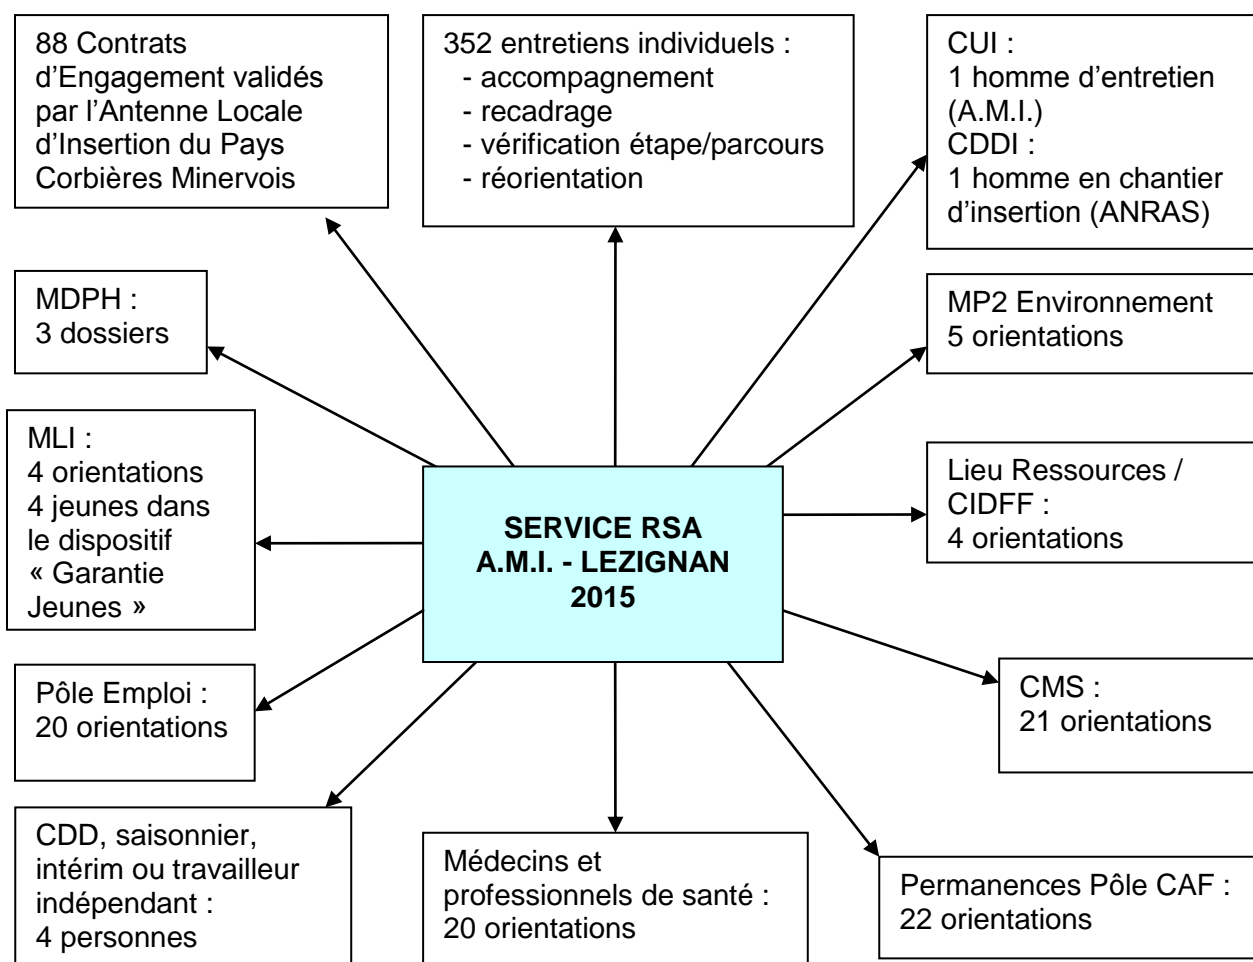 88 Contrats
d’Engagement validés
par l’Antenne Locale
d’Insertion du Pays
Corbières Minervois
352 entretiens individuels :
- accompagnement
- recadrage
- vérification étape/parcours
- réorientation
CUI :
1 homme d’entretien
(A.M.I.)
CDDI :
1 homme en chantier
d’insertion (ANRAS)
MDPH :
3 dossiers
MP2 Environnement
5 orientations
MLI :
4 orientations
4 jeunes dans
le dispositif
« Garantie
Jeunes »
SERVICE RSA
A.M.I. - LEZIGNAN
2015
Lieu Ressources /
CIDFF :
4 orientations
Pôle Emploi :
20 orientations
CMS :
21 orientations
CDD, saisonnier,
intérim ou travailleur
indépendant :
4 personnes
Médecins et
professionnels de santé :
20 orientations
Permanences Pôle CAF :
22 orientations